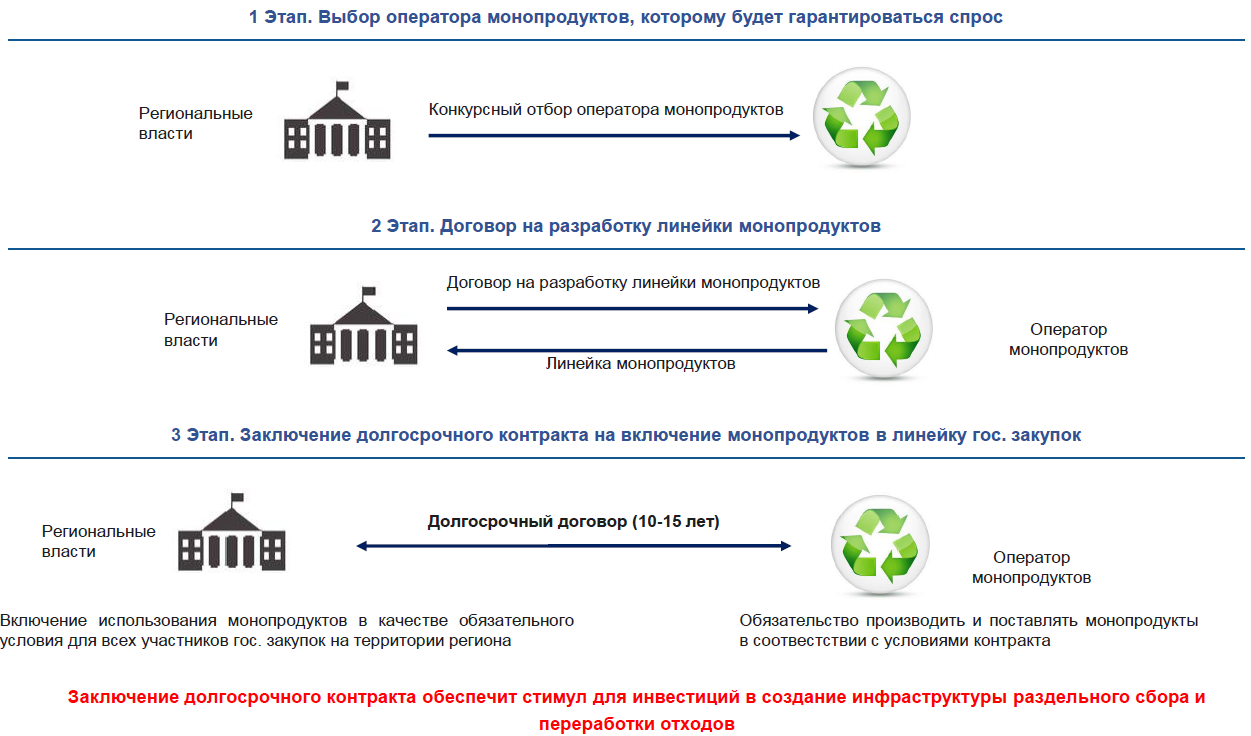 1 Этап. Выбор оператора монопродуктов, которому будет гарантироваться спрос
Региональные
власти
Конкурсный отбор оператора монопродуктов
2 Этап. Договор на разработку линейки монопродуктов
Региональные
власти
Договор на разработку линейки монопродуктов
Линейка монопродуктов
Оператор
монопродуктов
3 Этап. Заключение долгосрочного контракта на включение монопродуктов в линейку гос. закупок
Региональные
власти
Долгосрочный договор (10-15 лет)
Оператор
монопродуктов
Включение использования монопродуктов в качестве обязательного
условия для всех участников гос. закупок на территории региона
Обязательство производить и поставлять монопродукты
в соотвествтсии с условиями контракта
Заключение долгосрочного контракта обеспечит стимул для инвестиций в создание инфраструктуры раздельного сбора и
переработки отходов